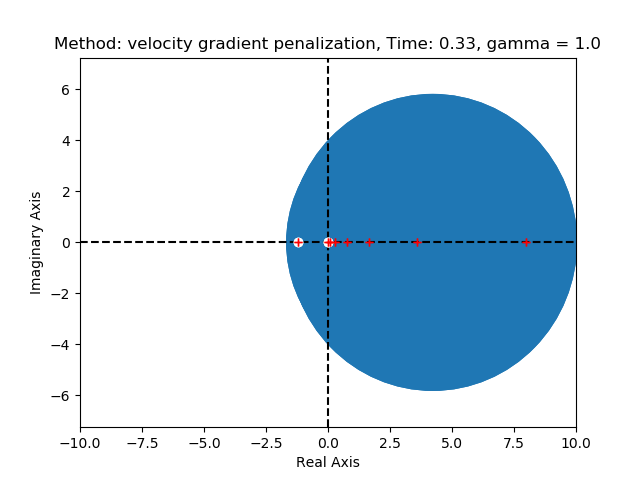 Method: velocity gradient penalization, Time: 0.33, gamma = 1.0
6
4
2
0
−2
−4
−6
Imaginary Axis
−10.0 −7.5 −5.0 −2.5 0.0 2.5 5.0 7.5 10.0
Real Axis